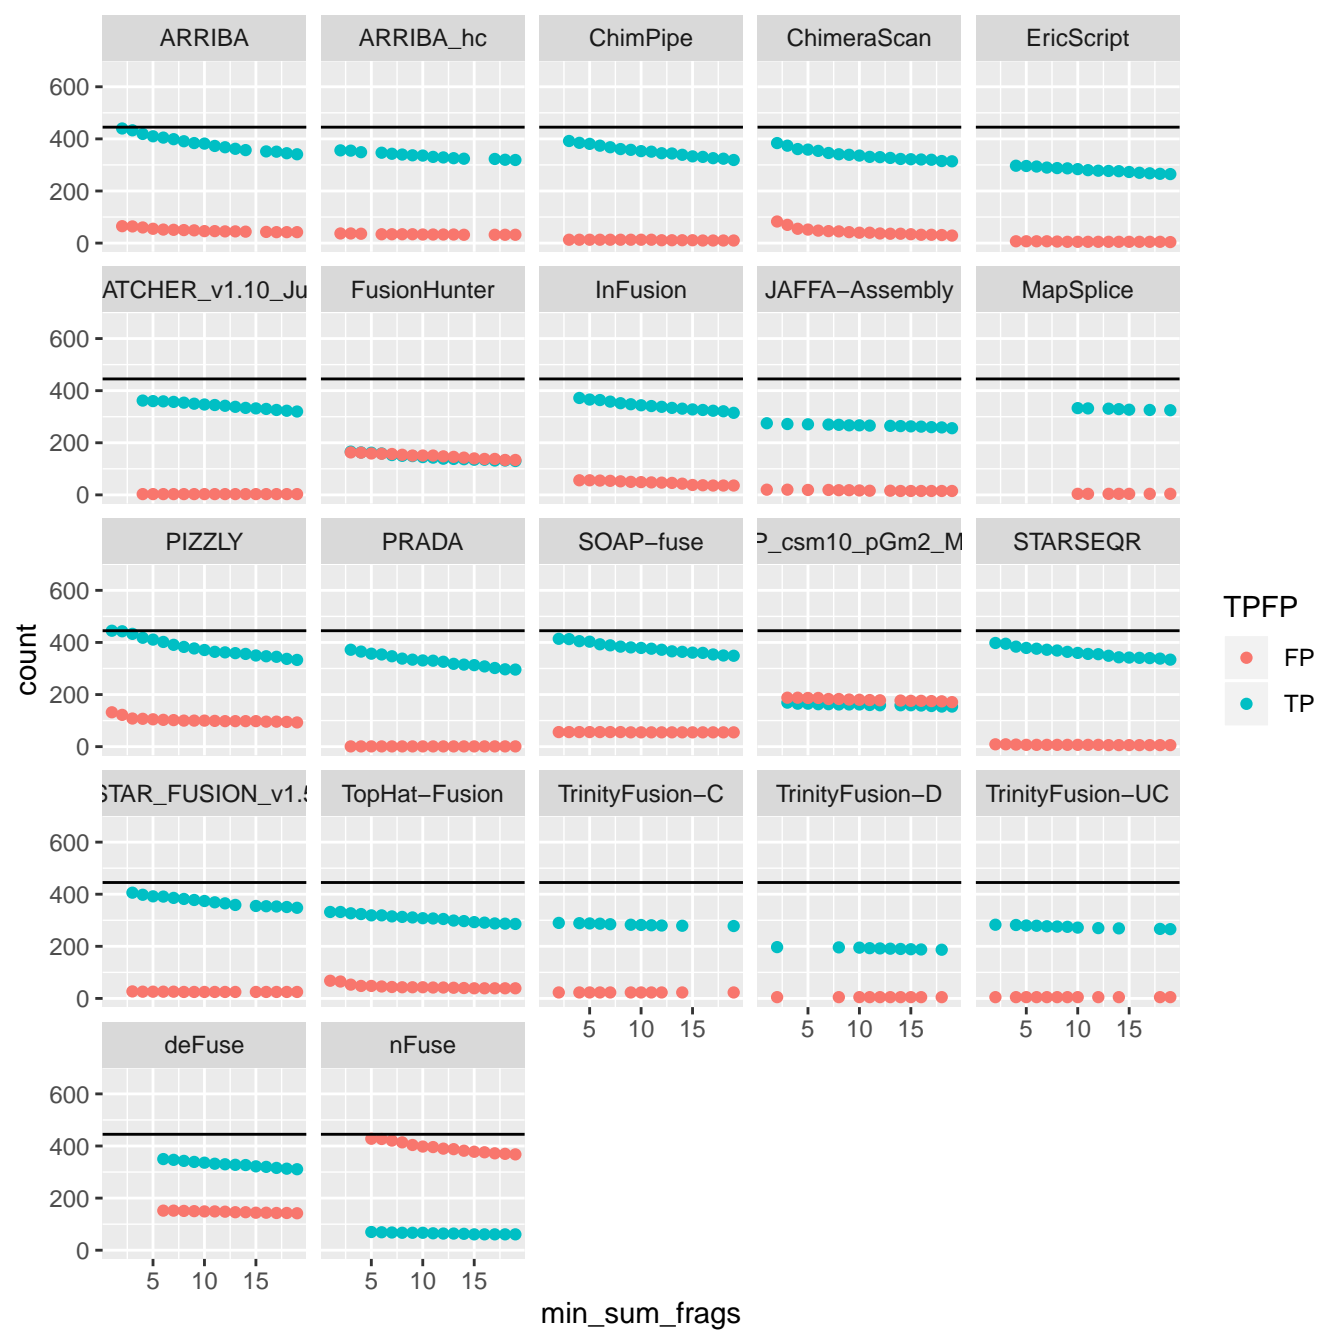 ARRIBA ARRIBA_hc ChimPipe ChimeraScan EricScript
600
400
200
0
ATCHER_v1.10_Ju FusionHunter InFusion JAFFA−Assembly MapSplice
600
400
200
0
PIZZLY PRADA SOAP−fuse P_csm10_pGm2_M STARSEQR
600
400
200
0
count
TPFP
FP
TP
STAR_FUSION_v1.5 TopHat−Fusion TrinityFusion−C TrinityFusion−D TrinityFusion−UC
600
400
200
0
5 10 15 5 10 15 5 10 15
deFuse nFuse
600
400
200
0
5 10 15 5 10 15
min_sum_frags